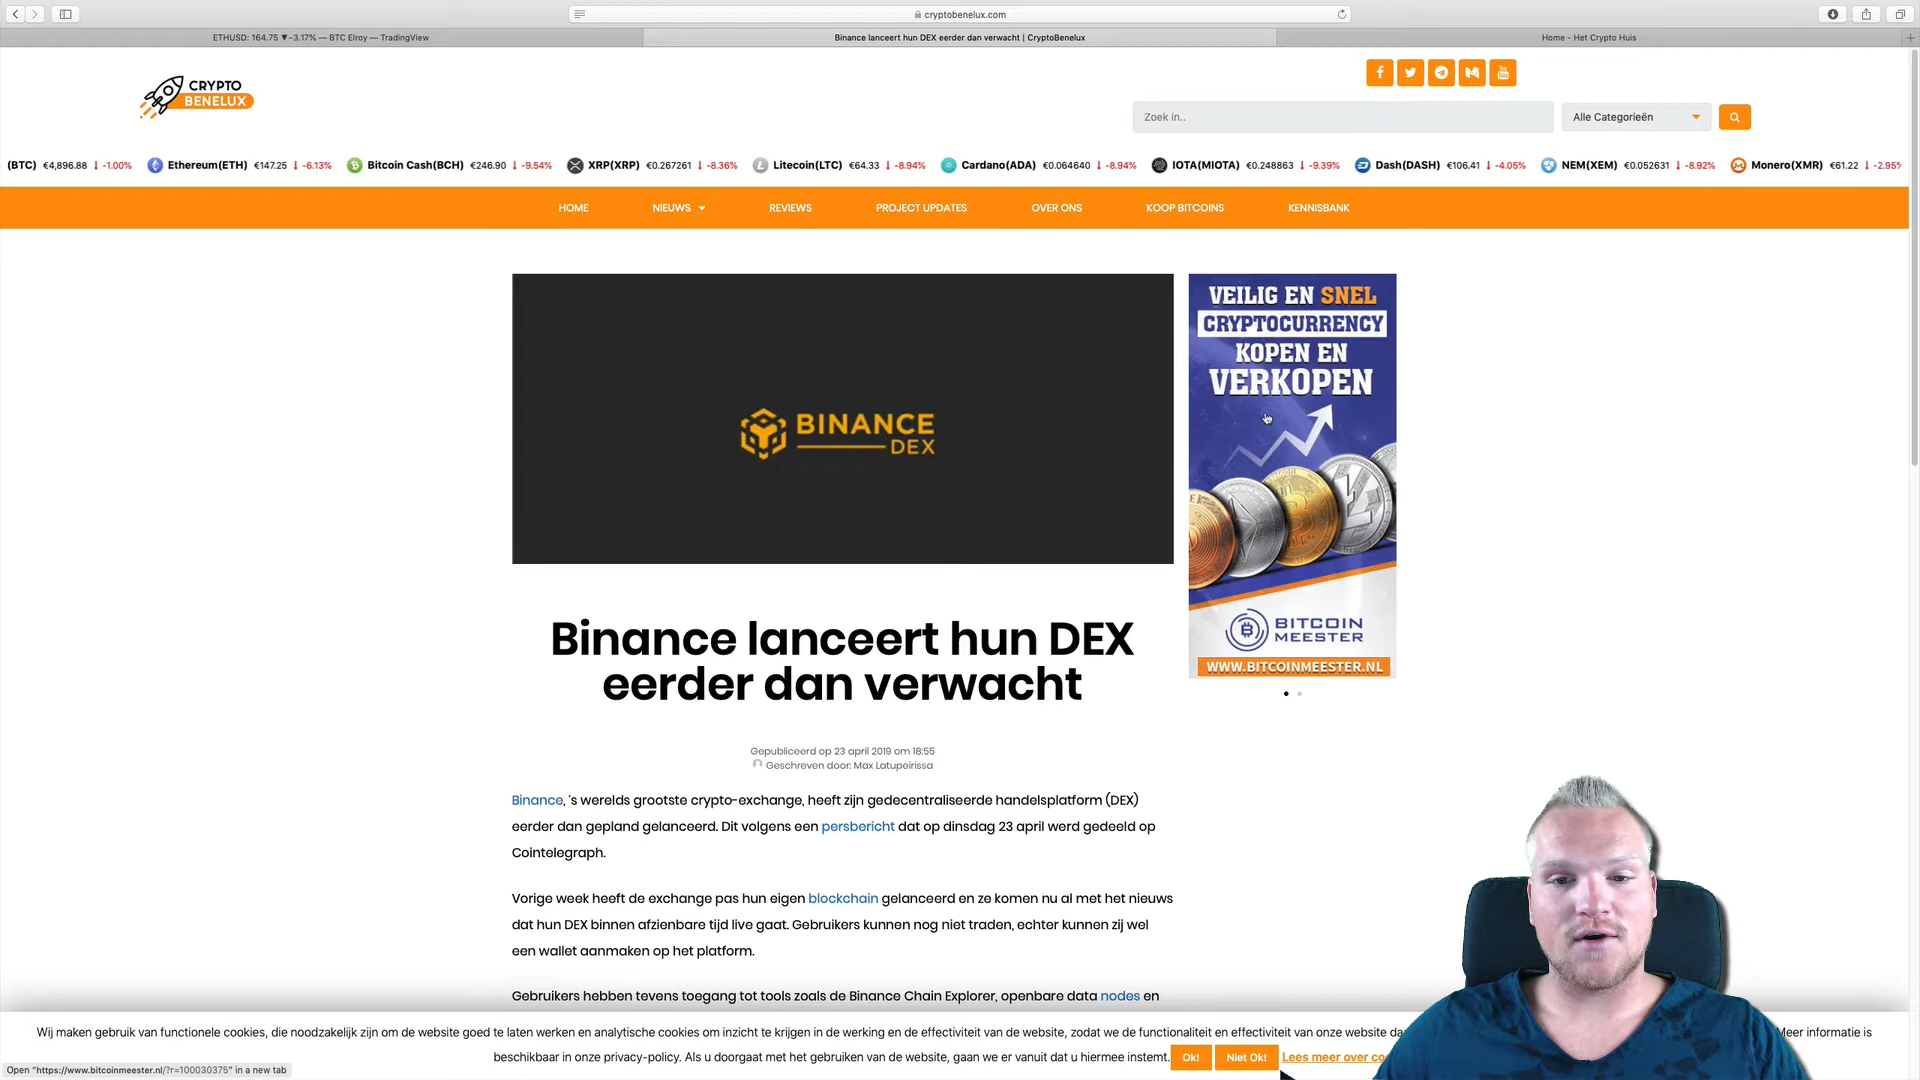 cryptobenelux.com
ETHUSD: 164.75 ▼−3.17% — BTC Elroy — TradingView
Binance lanceert hun DEX eerder dan verwacht | CryptoBenelux
Home - Het Crypto Huis
CRYPTO
BENELUX
Zoek in..
Alle Categorieën
(BTC) €4,896.88 ↓ -1.00% Ethereum(ETH) €147.25 ↓ -6.13% Bitcoin Cash(BCH) €246.90 ↓ -9.54% XRP(XRP) €0.267261 ↓ -8.36% Litecoin(LTC) €64.33 ↓ -8.94% Cardano(ADA) €0.064640 ↓ -8.94% IOTA(MIOTA) €0.248863 ↓ -9.39% Dash(DASH) €106.41 ↓ -4.05% NEM(XEM) €0.052631 ↓ -8.92% Monero(XMR) €61.22 ↓ -2.95%
HOME NIEUWS REVIEWS PROJECT UPDATES OVER ONS KOOP BITCOINS KENNISBANK
BINANCE
DEX
VEILIG EN SNEL
CRYPTOCURRENCY
KOPEN EN
VERKOPEN
BITCOIN
MEESTER
WWW.BITCOINMEESTER.NL
Binance lanceert hun DEX
eerder dan verwacht
Gepubliceerd op 23 april 2019 om 18:55
Geschreven door: Max Latupeirissa
Binance, 's werelds grootste crypto-exchange, heeft zijn gedecentraliseerde handelsplatform (DEX)
eerder dan gepland gelanceerd. Dit volgens een persbericht dat op dinsdag 23 april werd gedeeld op
Cointelegraph.
Vorige week heeft de exchange pas hun eigen blockchain gelanceerd en ze komen nu al met het nieuws
dat hun DEX binnen afzienbare tijd live gaat. Gebruikers kunnen nog niet traden, echter kunnen zij wel
een wallet aanmaken op het platform.
Gebruikers hebben tevens toegang tot tools zoals de Binance Chain Explorer, openbare data nodes en
Wij maken gebruik van functionele cookies, die noodzakelijk zijn om de website goed te laten werken en analytische cookies om inzicht te krijgen in de werking en de effectiviteit van de website, zodat we de functionaliteit en effectiviteit van onze website Meer informatie is
beschikbaar in onze privacy-policy. Als u doorgaat met het gebruiken van de website, gaan we er vanuit dat u hiermee instemt. Ok! Niet Ok! Lees meer over
Open "https://www.bitcoinmeester.nl/?r=100030375" in a new tab